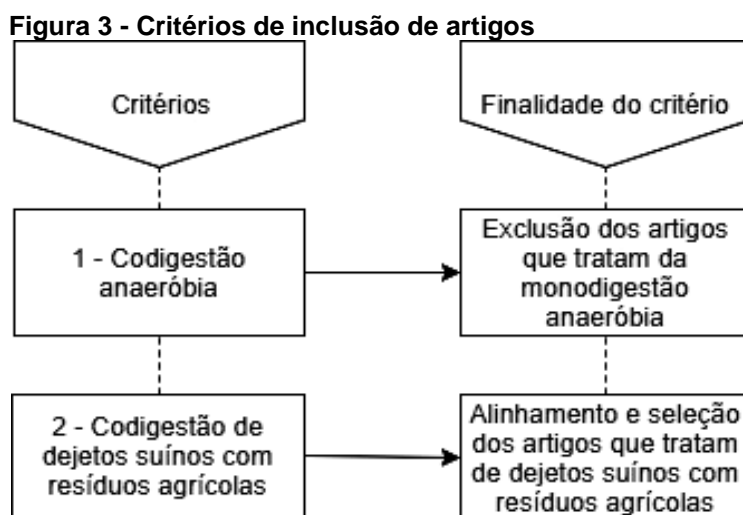 Figura 3 - Critérios de inclusão de artigos
Critérios
Finalidade do critério
1 - Codigestão
anaeróbia
Exclusão dos artigos
que tratam da
monodigestão
anaeróbia
2 - Codigestão de
dejetos suínos com
resíduos agrícolas
Alinhamento e seleção
dos artigos que tratam
de dejetos suínos com
resíduos agrícolas